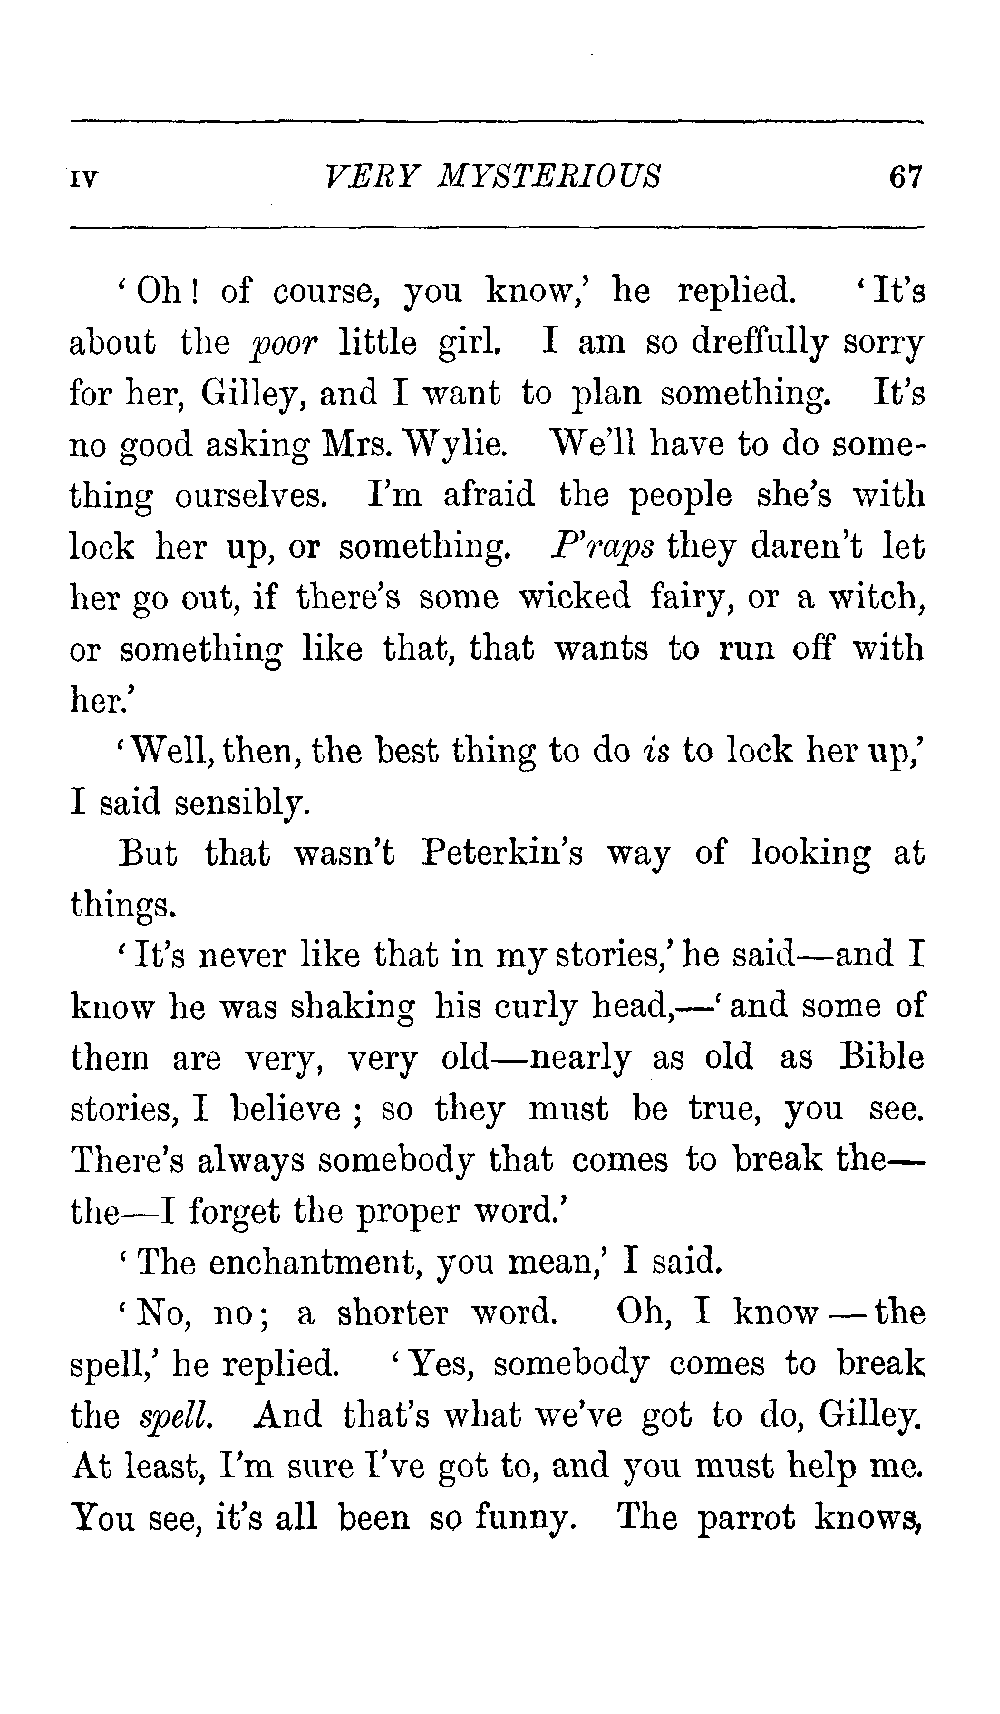 IV VERY MYSTERIOUS 67
‘Oh! of course, you know,’ he replied. ‘It’s
about the poor little girl. I am so dreffully sorry
for her, Gilley, and I want to plan something. It’s
no good asking Mrs. Wylie. We’ll have to do some-
thing ourselves. I’m afraid the people she’s with
lock her up, or something. P’raps they daren’t let
her go out, if there’s some wicked fairy, or a witch,
or something like that, that wants to run off with
her.’
‘Well, then, the best thing to do is to lock her up,’
I said sensibly.
But that wasn’t Peterkin’s way of looking at
things.
‘It’s never like that in my stories,’ he said—and I
know he was shaking his curly head,—‘and some of
them are very, very old—nearly as old as Bible
stories, I believe; so they must be true, you see.
There’s always somebody that comes to break the—
the—I forget the proper word.’
‘The enchantment, you mean,’ I said.
‘No, no; a shorter word. Oh, I know—the
spell,’ he replied. ‘Yes, somebody comes to break
the spell. And that’s what we’ve got to do, Gilley.
At least, I’m sure I’ve got to, and you must help me.
You see, it’s all been so funny. The parrot knows,